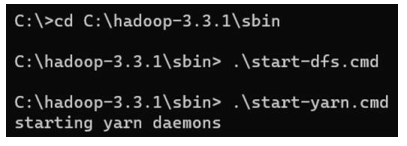 C:\>cd C:\hadoop-3.3.1\sbin
C:\hadoop-3.3.1\sbin> .\start-dfs.cmd
C:\hadoop-3.3.1\sbin> .\start-yarn.cmd
starting yarn daemons